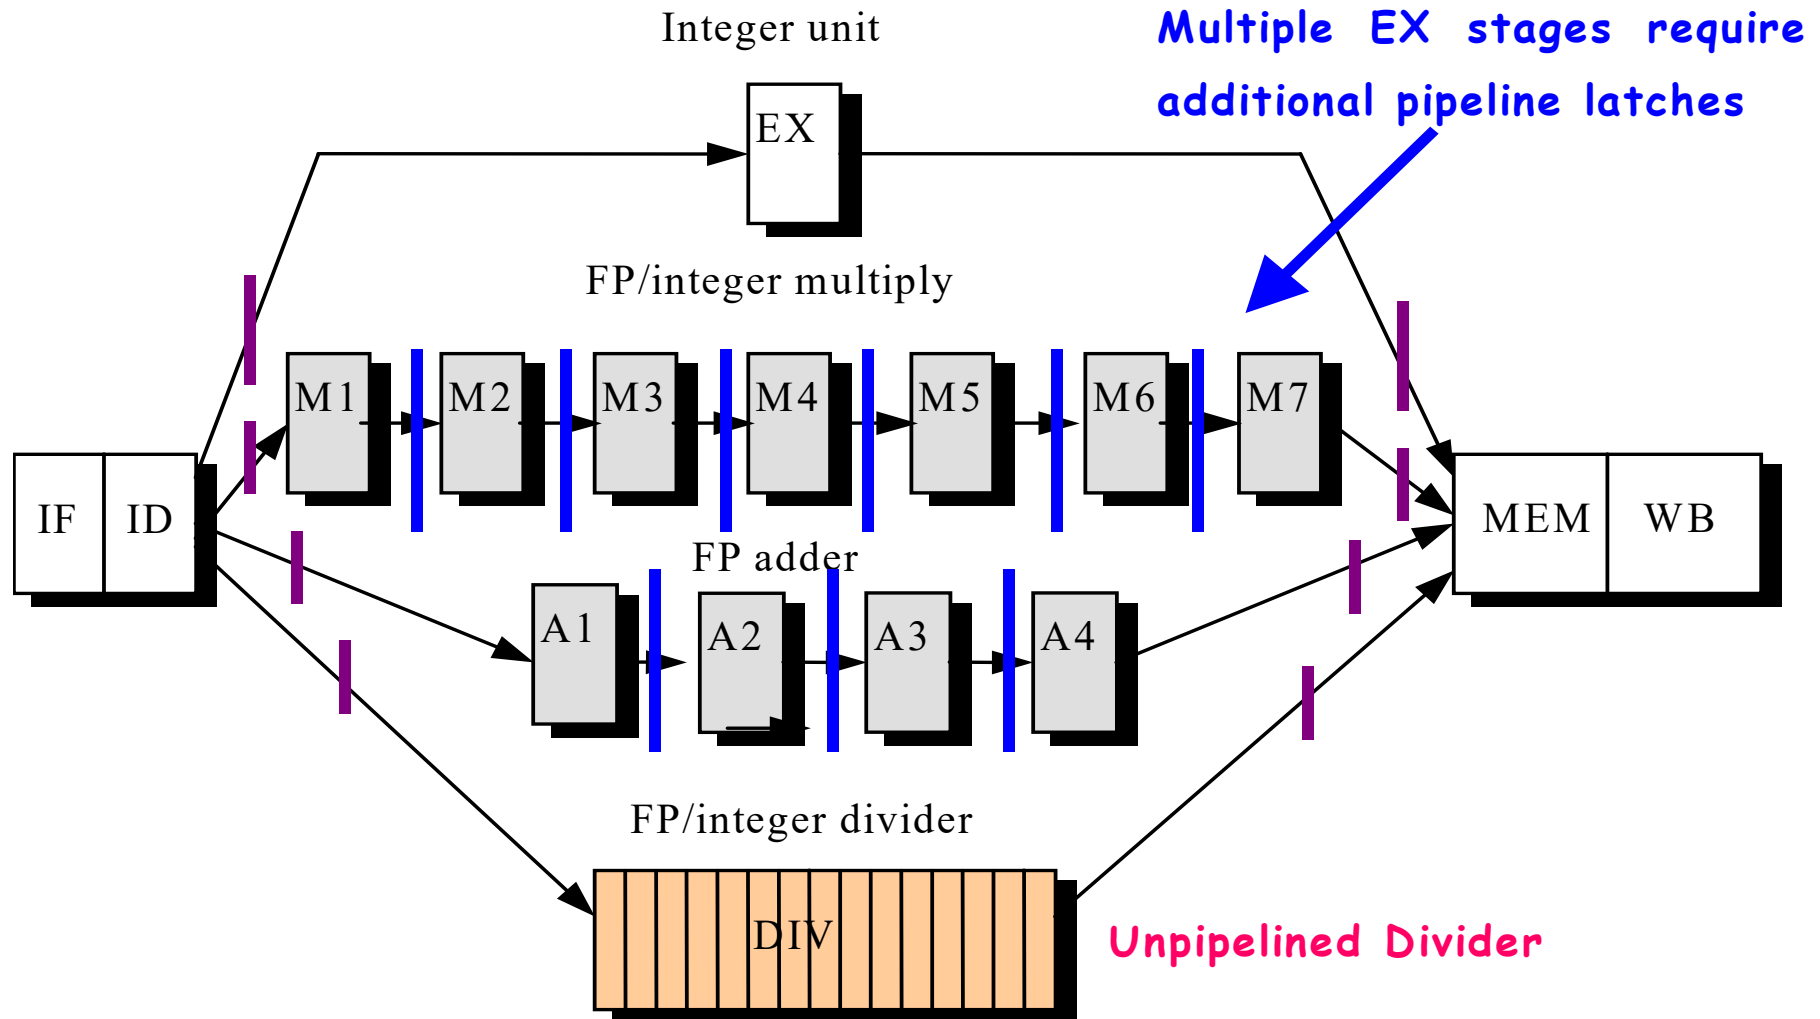 Integer unit
Multiple EX stages require
additional pipeline latches
EX
FP/integer multiply
M1 M2 M3 M4 M5 M6 M7
IF ID MEM WB
FP adder
A1 A2 A3 A4
FP/integer divider
DIV
Unpipelined Divider